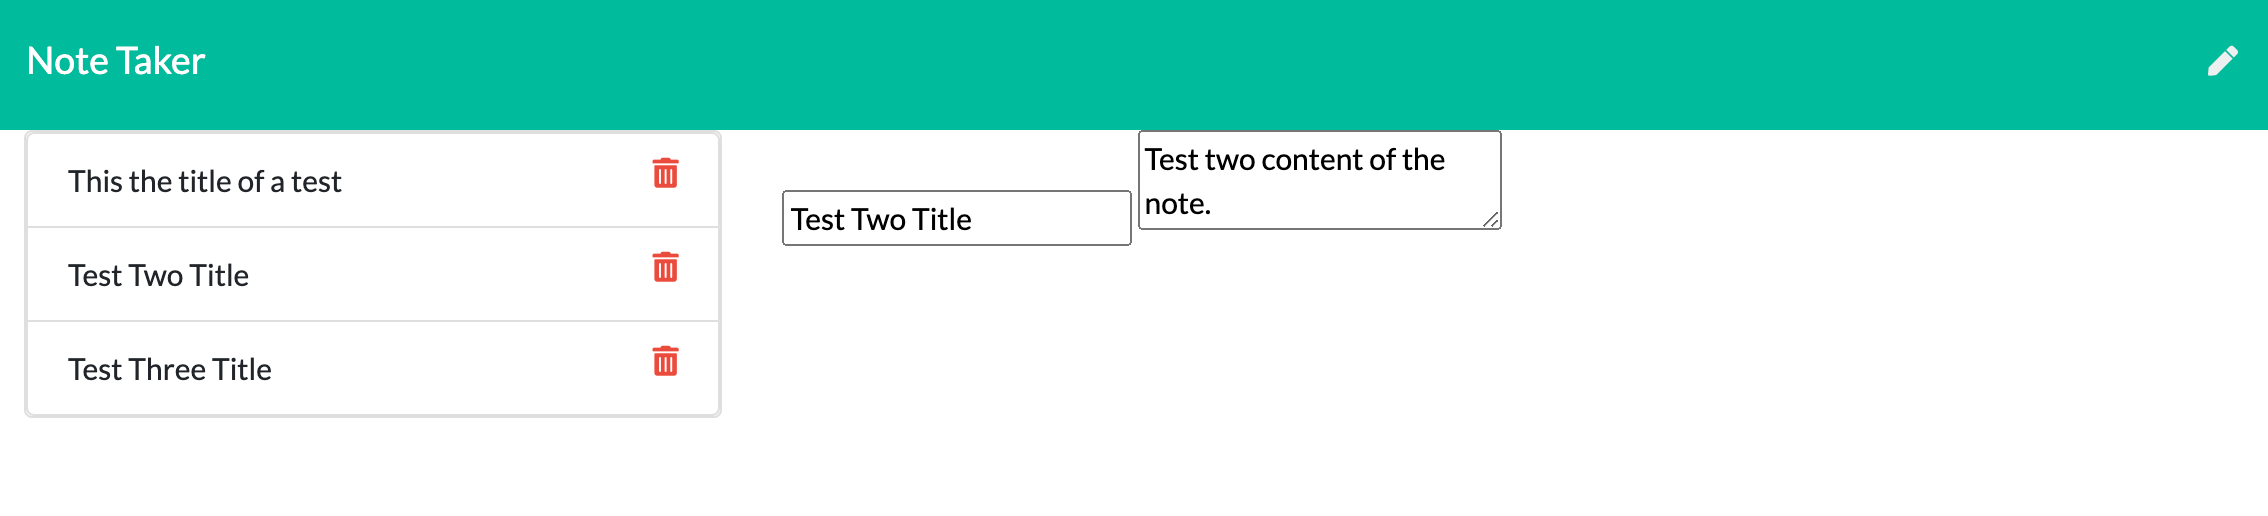 Note Taker
This the title of a test
Test Two Title
Test Three Title
Test Two Title
Test two content of the
note.